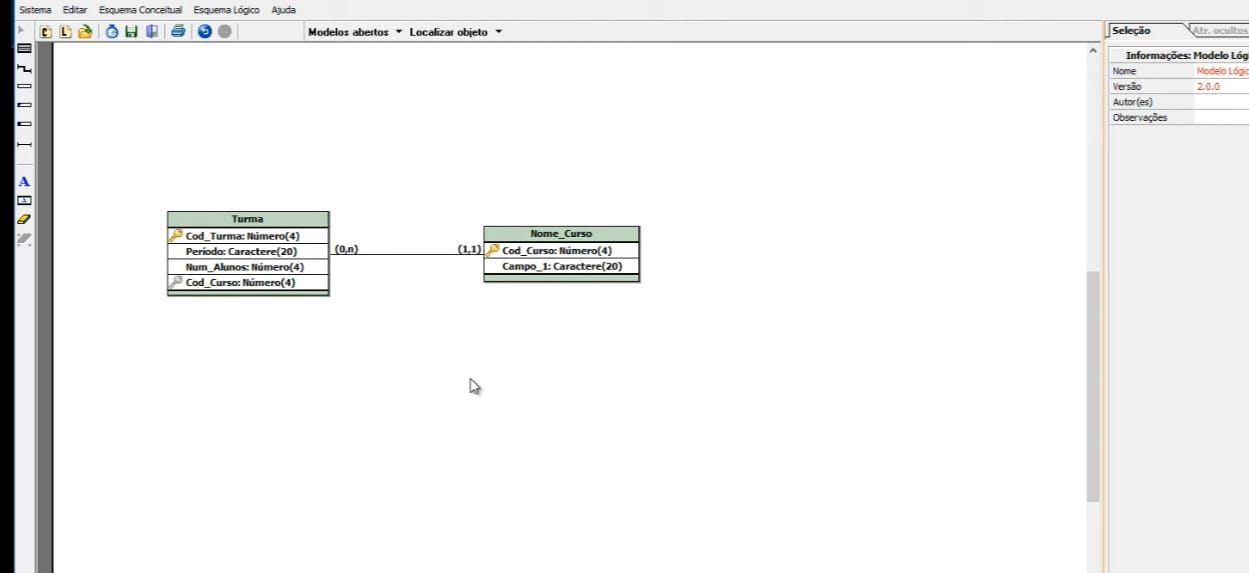 Sistema Editar Esquema Conceitual Esquema Lógico Ajuda
Modelos abertos Localizar objeto
Seleção Atr. ocultos
Informações: Modelo Lóg
Nome Modelo Lógic
Versão 2.0.0
Autor(es)
Observações
A
Turma
Cod_Turma: Número(4)
Período: Caractere(20)
Num_Alunos: Número(4)
Cod_Curso: Número(4)
(0,n) (1,1)
Nome_Curso
Cod_Curso: Número(4)
Campo_1: Caractere(20)